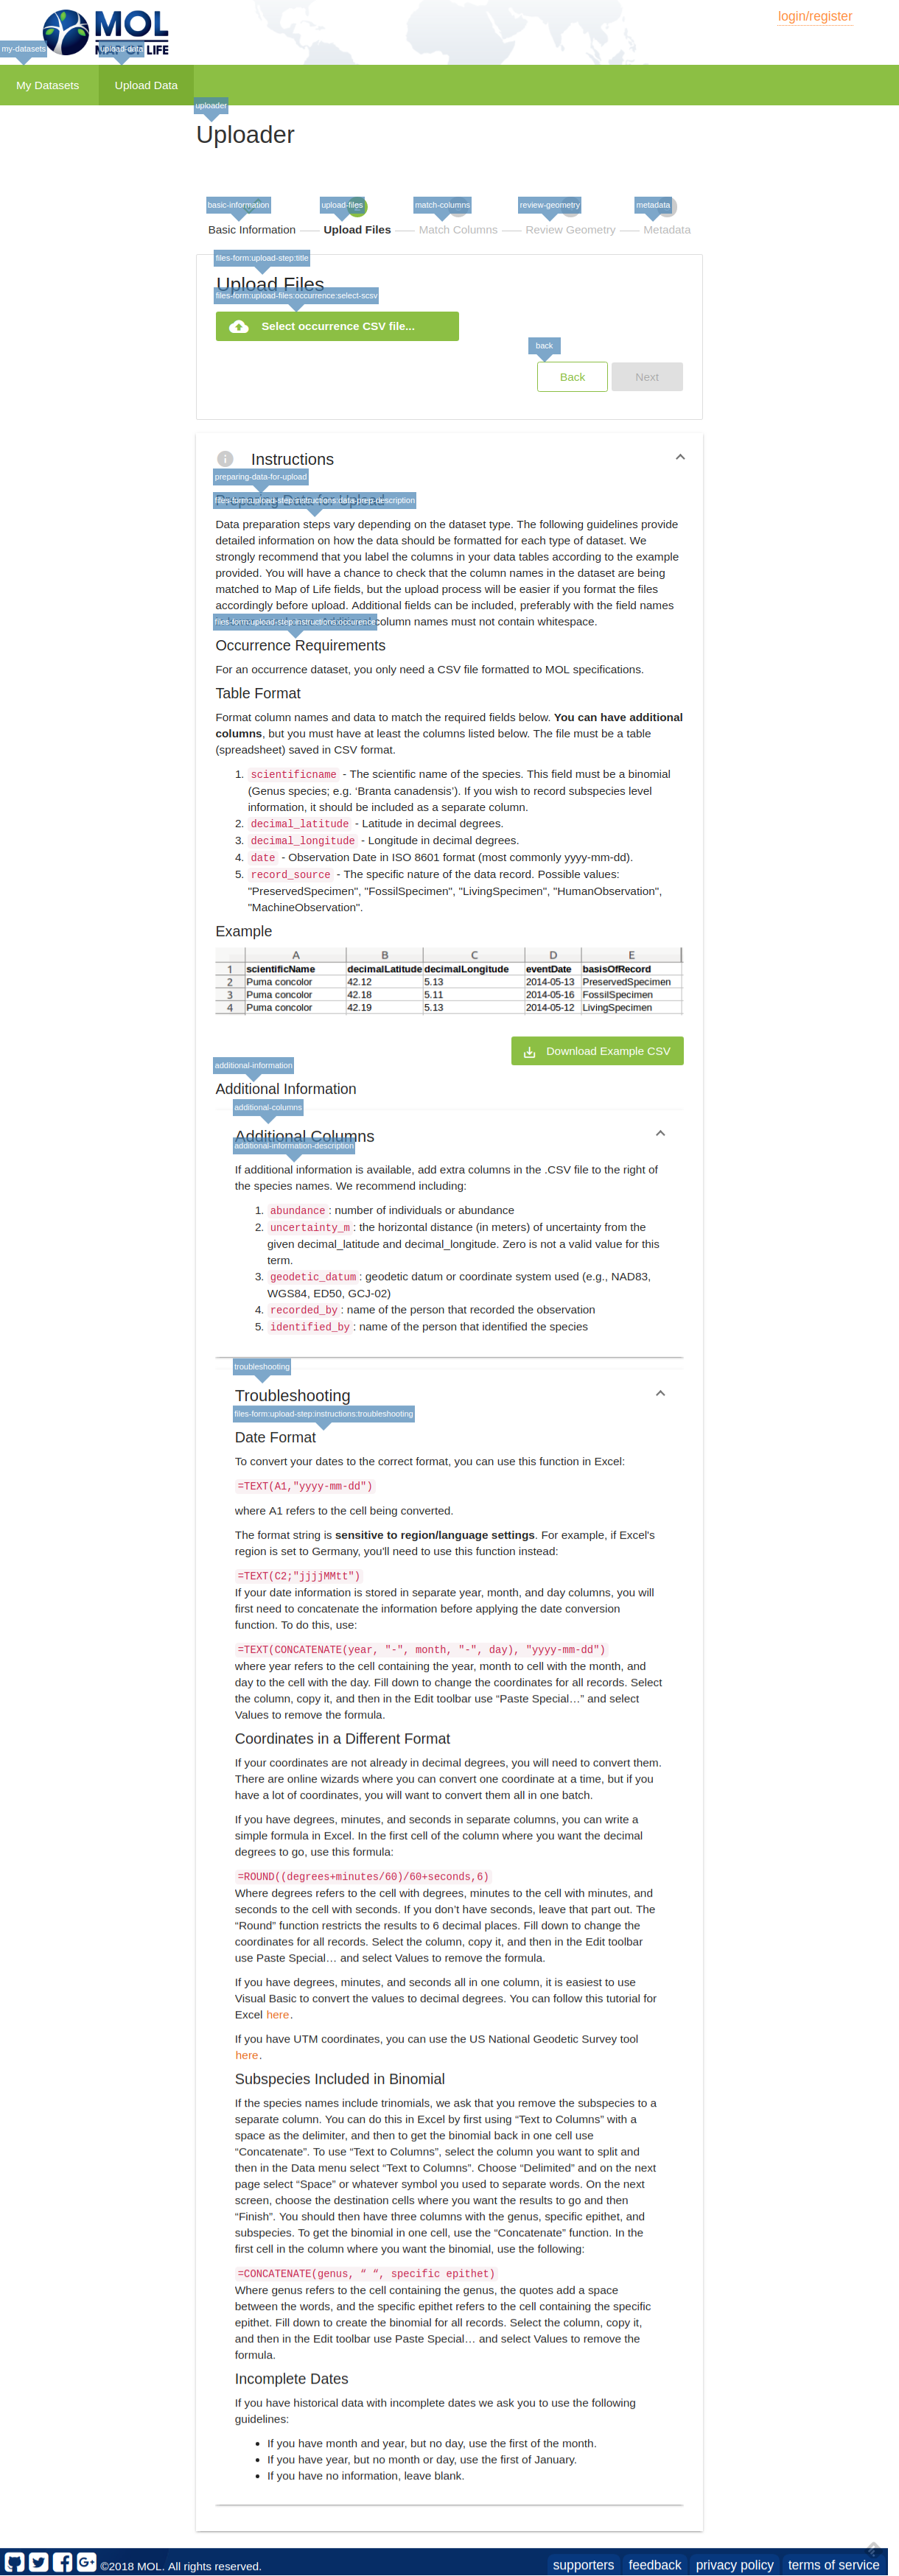 MOL
MAP OF LIFE
login/register
my-datasets
upload-data
My Datasets
Upload Data
uploader
Uploader
basic-information
upload-files
match-columns
review-geometry
metadata
Basic Information
Upload Files
Match Columns
Review Geometry
Metadata
files-form:upload-step:title
Upload Files
files-form:upload-files:occurrence:select-scsv
Select occurrence CSV file...
back
Back
Next
Instructions
preparing-data-for-upload
Preparing Data for Upload
files-form:upload-step:instructions:data-prep-description
Data preparation steps vary depending on the dataset type. The following guidelines provide
detailed information on how the data should be formatted for each type of dataset. We
strongly recommend that you label the columns in your data tables according to the example
provided. You will have a chance to check that the column names in the dataset are being
matched to Map of Life fields, but the upload process will be easier if you format the files
accordingly before upload. Additional fields can be included, preferably with the field names
files-form:upload-step:instructions:occurrence
column names must not contain whitespace.
Occurrence Requirements
For an occurrence dataset, you only need a CSV file formatted to MOL specifications.
Table Format
Format column names and data to match the required fields below. You can have additional
columns, but you must have at least the columns listed below. The file must be a table
(spreadsheet) saved in CSV format.
1. scientificname - The scientific name of the species. This field must be a binomial
(Genus species; e.g. ‘Branta canadensis’). If you wish to record subspecies level
information, it should be included as a separate column.
2. decimal_latitude - Latitude in decimal degrees.
3. decimal_longitude - Longitude in decimal degrees.
4. date - Observation Date in ISO 8601 format (most commonly yyyy-mm-dd).
5. record_source - The specific nature of the data record. Possible values:
"PreservedSpecimen", "FossilSpecimen", "LivingSpecimen", "HumanObservation",
"MachineObservation".
Example
A B C D E
1 scientificName decimalLatitude decimalLongitude eventDate basisOfRecord
2 Puma concolor 42.12 5.13 2014-05-13 PreservedSpecimen
3 Puma concolor 42.18 5.11 2014-05-16 FossilSpecimen
4 Puma concolor 42.19 5.13 2014-05-12 LivingSpecimen
Download Example CSV
additional-information
Additional Information
additional-columns
Additional Columns
additional-information-description
If additional information is available, add extra columns in the .CSV file to the right of
the species names. We recommend including:
1. abundance : number of individuals or abundance
2. uncertainty_m : the horizontal distance (in meters) of uncertainty from the
given decimal_latitude and decimal_longitude. Zero is not a valid value for this
term.
3. geodetic_datum : geodetic datum or coordinate system used (e.g., NAD83,
WGS84, ED50, GCJ-02)
4. recorded_by : name of the person that recorded the observation
5. identified_by : name of the person that identified the species
troubleshooting
Troubleshooting
files-form:upload-step:instructions:troubleshooting
Date Format
To convert your dates to the correct format, you can use this function in Excel:
=TEXT(A1,"yyyy-mm-dd")
where A1 refers to the cell being converted.
The format string is sensitive to region/language settings. For example, if Excel's
region is set to Germany, you'll need to use this function instead:
=TEXT(C2;"jjjjMMtt")
If your date information is stored in separate year, month, and day columns, you will
first need to concatenate the information before applying the date conversion
function. To do this, use:
=TEXT(CONCATENATE(year, "-", month, "-", day), "yyyy-mm-dd")
where year refers to the cell containing the year, month to cell with the month, and
day to the cell with the day. Fill down to change the coordinates for all records. Select
the column, copy it, and then in the Edit toolbar use “Paste Special…” and select
Values to remove the formula.
Coordinates in a Different Format
If your coordinates are not already in decimal degrees, you will need to convert them.
There are online wizards where you can convert one coordinate at a time, but if you
have a lot of coordinates, you will want to convert them all in one batch.
If you have degrees, minutes, and seconds in separate columns, you can write a
simple formula in Excel. In the first cell of the column where you want the decimal
degrees to go, use this formula:
=ROUND((degrees+minutes/60)/60+seconds,6)
Where degrees refers to the cell with degrees, minutes to the cell with minutes, and
seconds to the cell with seconds. If you don’t have seconds, leave that part out. The
“Round” function restricts the results to 6 decimal places. Fill down to change the
coordinates for all records. Select the column, copy it, and then in the Edit toolbar
use Paste Special… and select Values to remove the formula.
If you have degrees, minutes, and seconds all in one column, it is easiest to use
Visual Basic to convert the values to decimal degrees. You can follow this tutorial for
Excel here.
If you have UTM coordinates, you can use the US National Geodetic Survey tool
here.
Subspecies Included in Binomial
If the species names include trinomials, we ask that you remove the subspecies to a
separate column. You can do this in Excel by first using “Text to Columns” with a
space as the delimiter, and then to get the binomial back in one cell use
“Concatenate”. To use “Text to Columns”, select the column you want to split and
then in the Data menu select “Text to Columns”. Choose “Delimited” and on the next
page select “Space” or whatever symbol you used to separate words. On the next
screen, choose the destination cells where you want the results to go and then
“Finish”. You should then have three columns with the genus, specific epithet, and
subspecies. To get the binomial in one cell, use the “Concatenate” function. In the
first cell in the column where you want the binomial, use the following:
=CONCATENATE(genus, “ “, specific epithet)
Where genus refers to the cell containing the genus, the quotes add a space
between the words, and the specific epithet refers to the cell containing the specific
epithet. Fill down to create the binomial for all records. Select the column, copy it,
and then in the Edit toolbar use Paste Special… and select Values to remove the
formula.
Incomplete Dates
If you have historical data with incomplete dates we ask you to use the following
guidelines:
• If you have month and year, but no day, use the first of the month.
• If you have year, but no month or day, use the first of January.
• If you have no information, leave blank.
©2018 MOL. All rights reserved.
supporters
feedback
privacy policy
terms of service